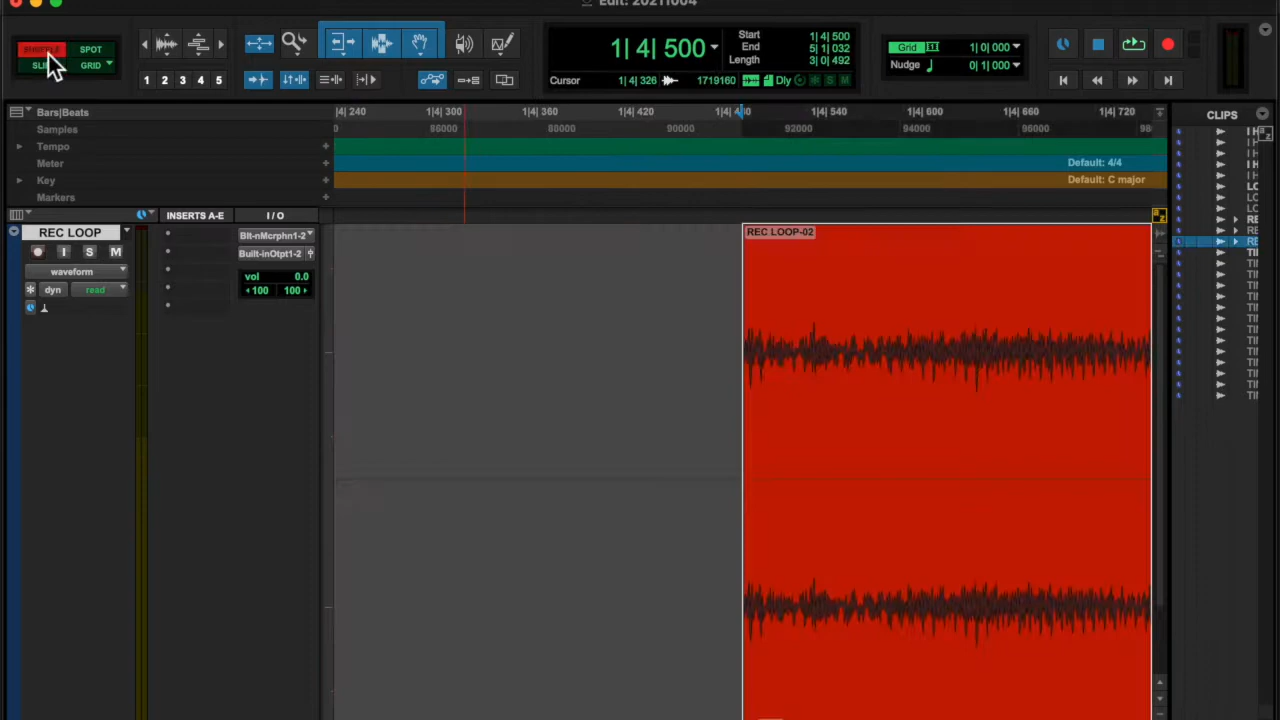 Edit: 20211004
SHUFFLE SPOT
GRID
1 2 3 4 5
1| 4| 500
Start 1| 4| 500
End 5| 1| 032
Length 3| 0| 492
Cursor 1| 4| 326 1719160 Dly S M
Grid 1| 0| 000
Nudge 0| 1| 000
Bars|Beats |4| 240 1|4| 300 1|4| 360 1|4| 420 1|4| 540 1|4| 600 1|4| 660 1|4| 720
Samples 0 86000 88000 90000 92000 94000 96000 98
Tempo
Meter Default: 4/4
Key Default: C major
Markers
CLIPS
INSERTS A-E I / O
REC LOOP
I S M
waveform
dyn read
Blt-nMcrphn1-2
Built-inOtpt1-2
vol 0.0
100 100
REC LOOP-02